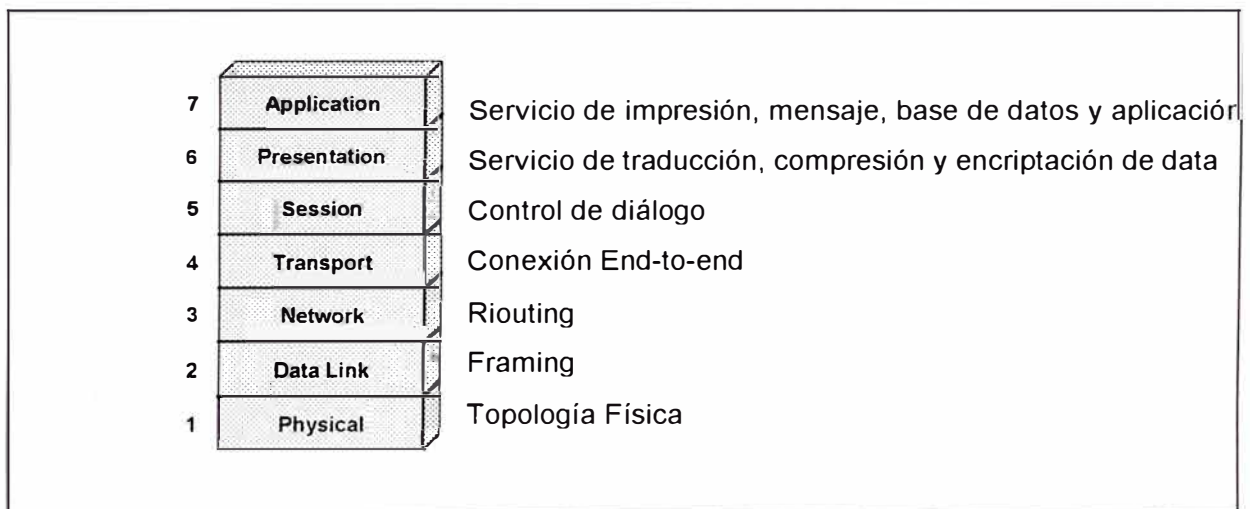 7 Application Servicio de impresión, mensaje, base de datos y aplicación
6 Presentation Servicio de traducción, compresión y encriptación de data
5 Session Control de diálogo
4 Transport Conexión End-to-end
3 Network Riouting
2 Data Link Framing
1 Physical Topología Física